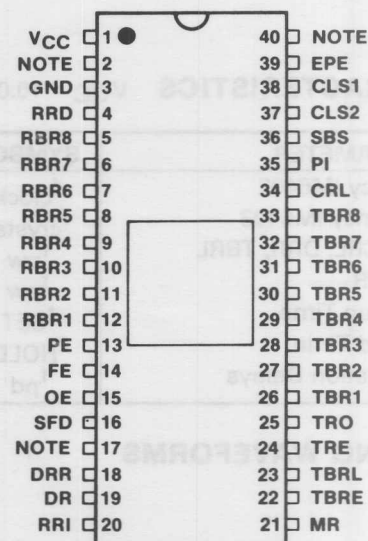 VCC 1 40 NOTE
NOTE 2 39 EPE
GND 3 38 CLS1
RRD 4 37 CLS2
RBR8 5 36 SBS
RBR7 6 35 PI
RBR6 7 34 CRL
RBR5 8 33 TBR8
RBR4 9 32 TBR7
RBR3 10 31 TBR6
RBR2 11 30 TBR5
RBR1 12 29 TBR4
PE 13 28 TBR3
FE 14 27 TBR2
OE 15 26 TBR1
SFD 16 25 TRO
NOTE 17 24 TRE
DRR 18 23 TBRL
DR 19 22 TBRE
RRI 20 21 MR